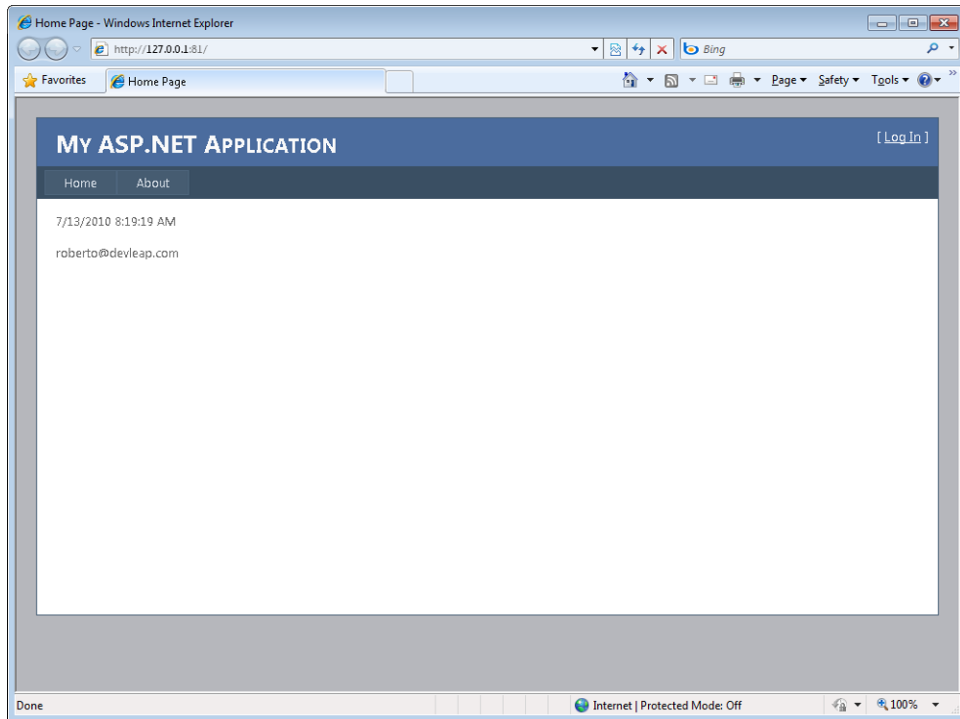 Home Page - Windows Internet Explorer
http://127.0.0.1:81/
Bing
Favorites
Home Page
Page
Safety
Tools
»
MY ASP.NET APPLICATION
[ Log In ]
Home
About
7/13/2010 8:19:19 AM
roberto@devleap.com
Done
Internet | Protected Mode: Off
100%